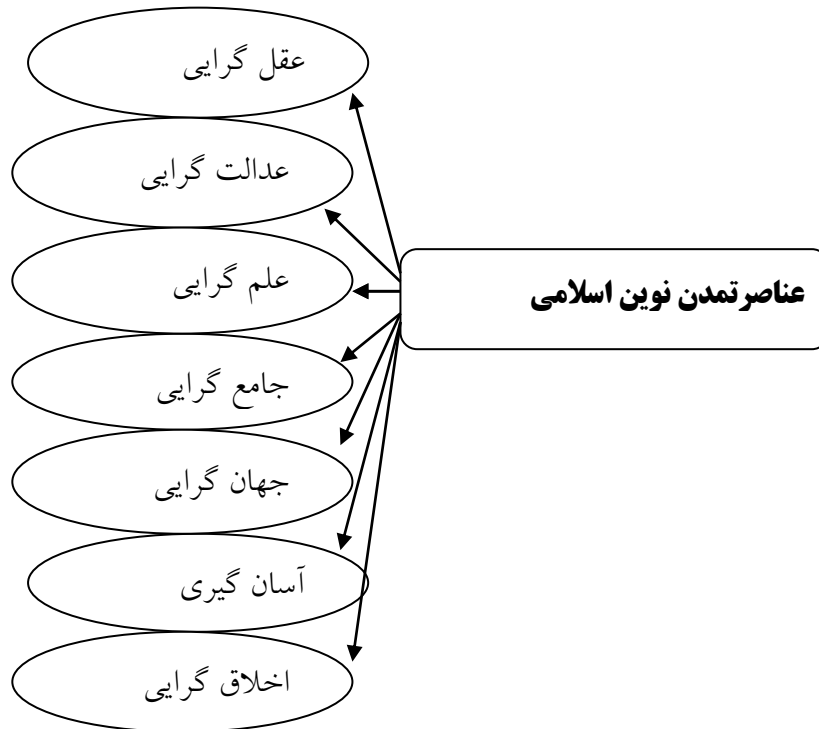 عقل گرایی
عدالت گرایی
علم گرایی
عناصرتمدن نوین اسلامی
جامع گرایی
جهان گرایی
آسان گیری
اخلاق گرایی